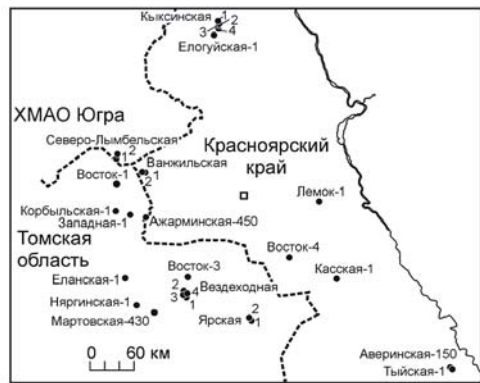 Кыксинская 1
2
3 4
Елогуйская-1
ХМАО Югра
Северо-Лымбельская
2
1
Ванжильская
1
2
Восток-1
Красноярский
край
Лемок-1
Корбыльская-1
Западная-1
Ажарминская-450
Томская
область
Восток-4
Восток-3
Касская-1
Еланская-1
2 4 Вездеходная
3 1
Няргинская-1
Мартовская-430
Ярская 2
1
0 60 км
Аверинская-150
Тыйская-1